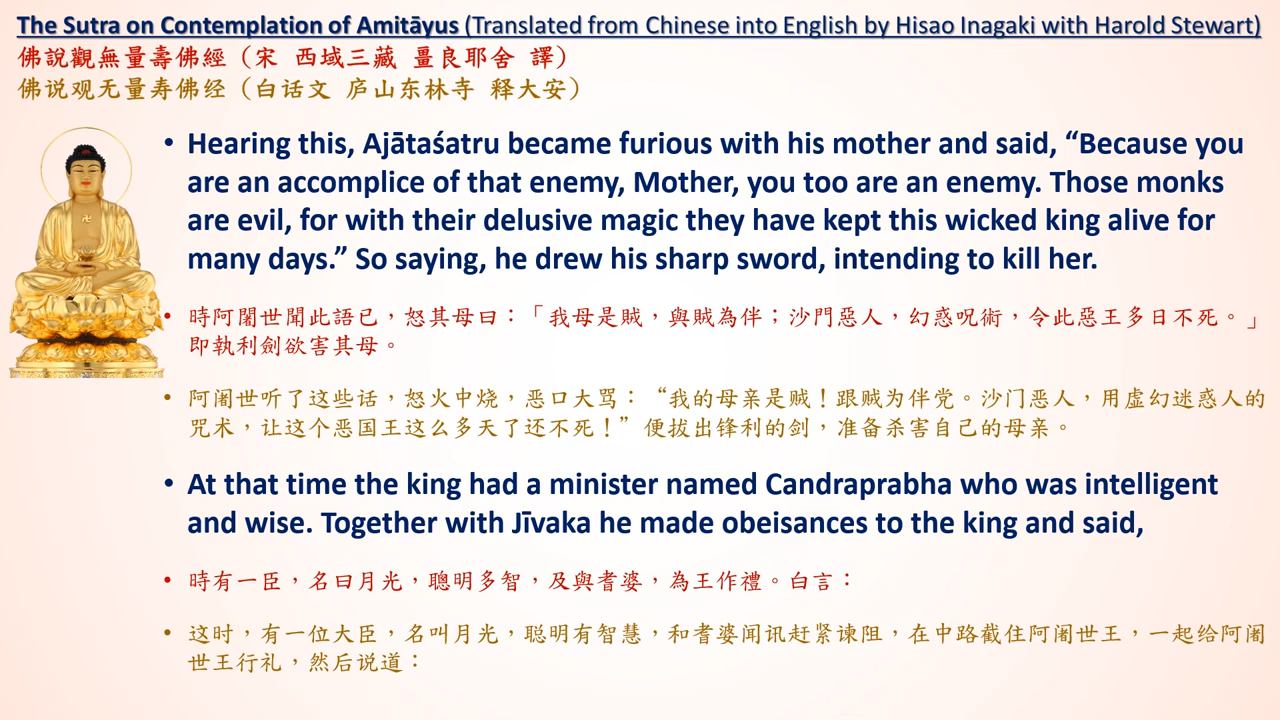 The Sutra on Contemplation of Amitāyus (Translated from Chinese into English by Hisao Inagaki with Harold Stewart)
佛說觀無量壽佛經（宋 西域三藏 畺良耶舍 譯）
佛说观无量寿佛经（白话文 庐山东林寺 释大安）
• Hearing this, Ajātaśatru became furious with his mother and said, “Because you
are an accomplice of that enemy, Mother, you too are an enemy. Those monks
are evil, for with their delusive magic they have kept this wicked king alive for
many days.” So saying, he drew his sharp sword, intending to kill her.
• 時阿闍世聞此語已，怒其母曰：「我母是賊，與賊為伴；沙門惡人，幻惑呪術，令此惡王多日不死。」
即執利劍欲害其母。
• 阿阇世听了这些话，怒火中烧，恶口大骂：“我的母亲是贼！跟贼为伴党。沙门恶人，用虚幻迷惑人的
咒术，让这个恶国王这么多天了还不死！”便拔出锋利的剑，准备杀害自己的母亲。
• At that time the king had a minister named Candraprabha who was intelligent
and wise. Together with Jīvaka he made obeisances to the king and said,
• 時有一臣，名曰月光，聰明多智，及與耆婆，為王作禮。白言：
• 这时，有一位大臣，名叫月光，聪明有智慧，和耆婆闻讯赶紧谏阻，在中路截住阿阇世王，一起给阿阇
世王行礼，然后说道：